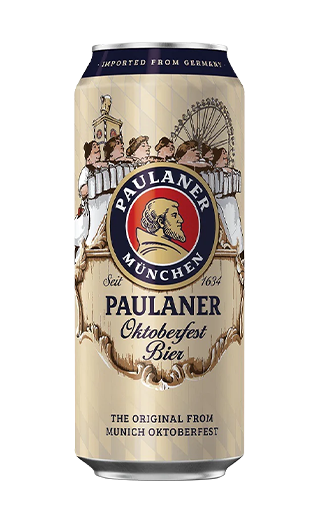 · IMPORTED FROM GERMANY ·
PAULANER
MÜNCHEN
Seit 1634
PAULANER
Oktoberfest
Bier
THE ORIGINAL FROM
MUNICH OKTOBERFEST